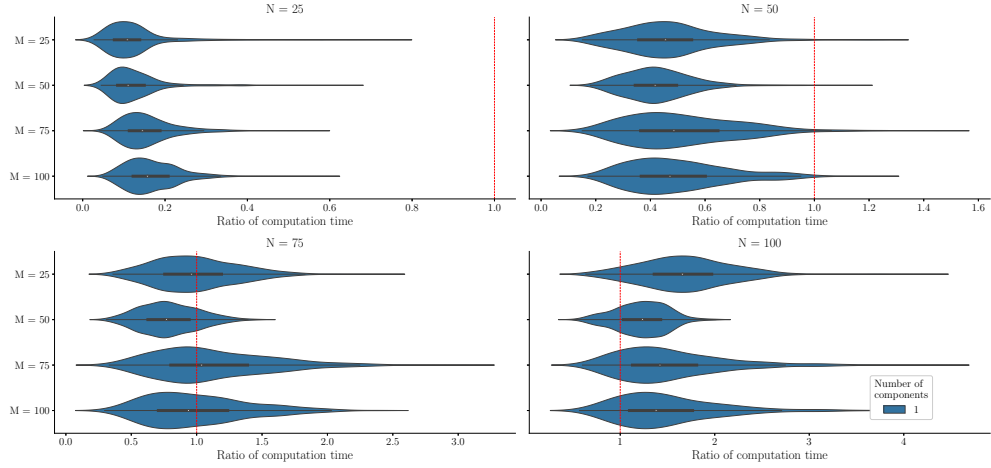 N = 25
M = 25
M = 50
M = 75
M = 100
0.0 0.2 0.4 0.6 0.8 1.0
Ratio of computation time
N = 50
0.0 0.2 0.4 0.6 0.8 1.0 1.2 1.4 1.6
Ratio of computation time
N = 75
M = 25
M = 50
M = 75
M = 100
0.0 0.5 1.0 1.5 2.0 2.5 3.0
Ratio of computation time
N = 100
Number of
components
1
1 2 3 4
Ratio of computation time